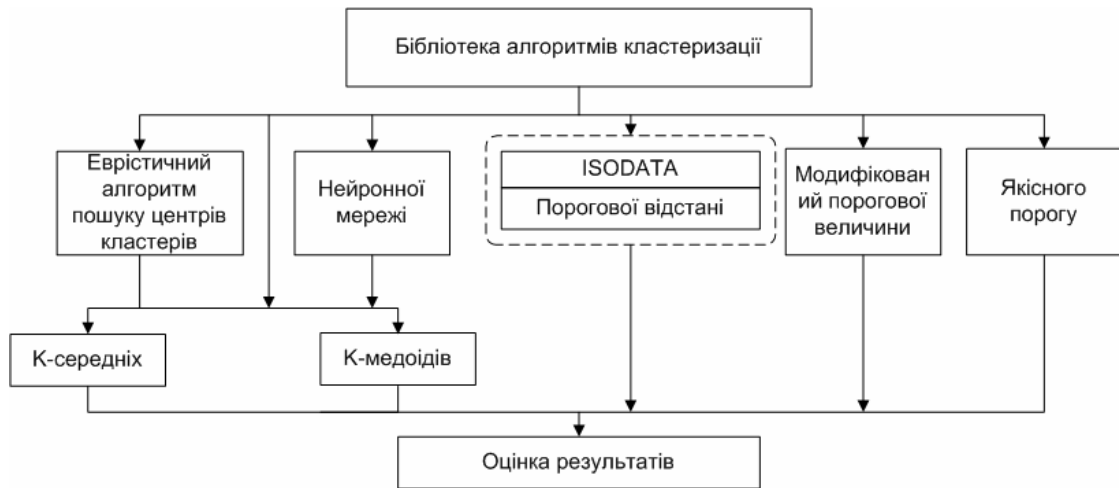 Бібліотека алгоритмів кластеризації
Еврістичний
алгоритм
пошуку центрів
кластерів
Нейронної
мережі
ISODATA
Порогової відстані
Модифікован
ий порогової
величини
Якісного
порогу
К-середніх
К-медоїдів
Оцінка результатів